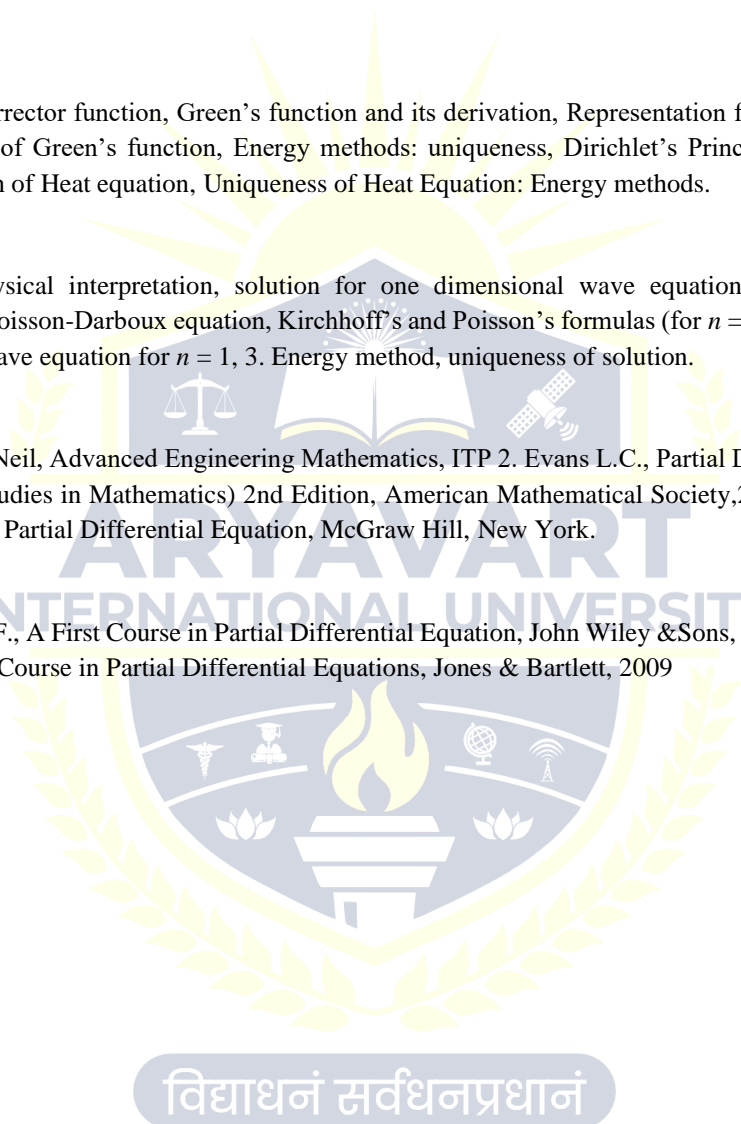 rrector function, Green's function and its derivation, Representation f
of Green's function, Energy methods: uniqueness, Dirichlet's Princ
n of Heat equation, Uniqueness of Heat Equation: Energy methods.
ysical interpretation, solution for one dimensional wave equation
oisson-Darboux equation, Kirchhoff's and Poisson's formulas (for n =
ave equation for n = 1, 3. Energy method, uniqueness of solution.
Neil, Advanced Engineering Mathematics, ITP 2. Evans L.C., Partial D
udies in Mathematics) 2nd Edition, American Mathematical Society,2
Partial Differential Equation, McGraw Hill, New York.
ARYAVART
INTERNATIONAL UNIVERSIT
F., A First Course in Partial Differential Equation, John Wiley &Sons,
Course in Partial Differential Equations, Jones & Bartlett, 2009
विद्याधनं सर्वधनप्रधानं